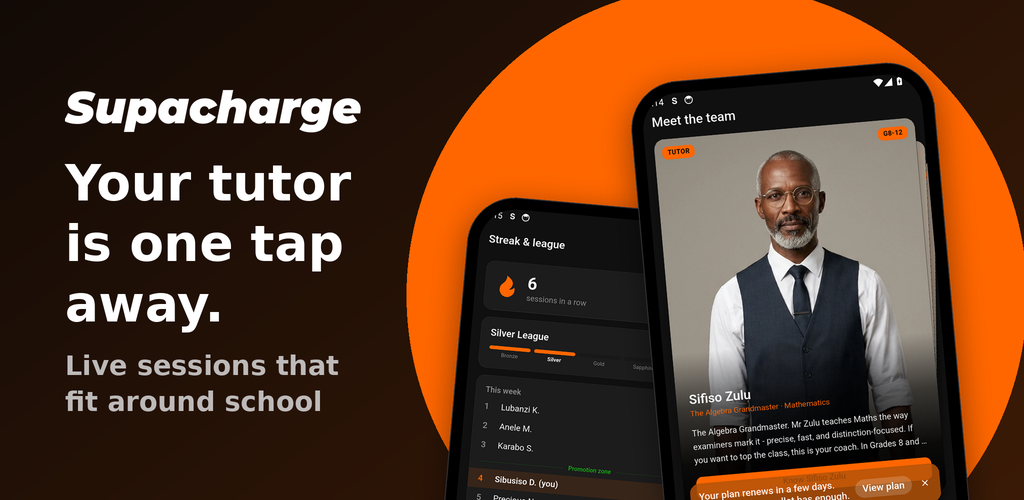 Supacharge
Your tutor
is one tap
away.
Live sessions that
fit around school
Streak & league
6
sessions in a row
Silver League
Bronze
Silver
Gold
This week
1 Lubanzi K.
2 Anele M.
3 Karabo S.
Promotion zone
4 Sibusiso D. (you)
5
Meet the team
TUTOR
G8-12
Sifiso Zulu
The Algebra Grandmaster · Mathematics
The Algebra Grandmaster. Mr Zulu teaches Maths the way
examiners mark it - precise, fast, and distinction-focused. If
you want to top the class, this is your coach. In Grades 8 and ...
Your plan renews in a few days.
has enough.
View plan